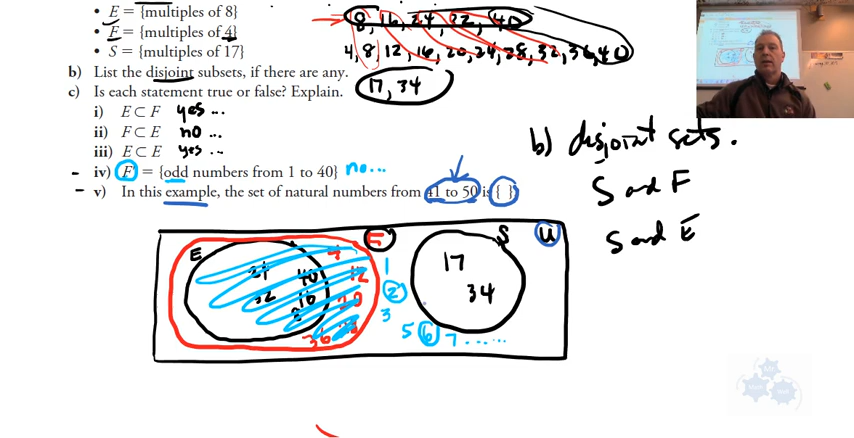 • E = {multiples of 8}
8, 16, 24, 32, 40
• F = {multiples of 4}
4, 8, 12, 16, 20, 24, 28, 32, 36, 40
• S = {multiples of 17}
17, 34
b) List the disjoint subsets, if there are any.
c) Is each statement true or false? Explain.
i) E ⊂ F yes ...
ii) F ⊂ E no ...
iii) E ⊂ E yes ...
iv) F′ = {odd numbers from 1 to 40} no...
v) In this example, the set of natural numbers from 41 to 50 is { }
b) disjoint sets.
S and F
S and E
E
24 40
32 16
8
F
4
12
20
36
1
2
3
5 6 7 ......
S
17
34
U